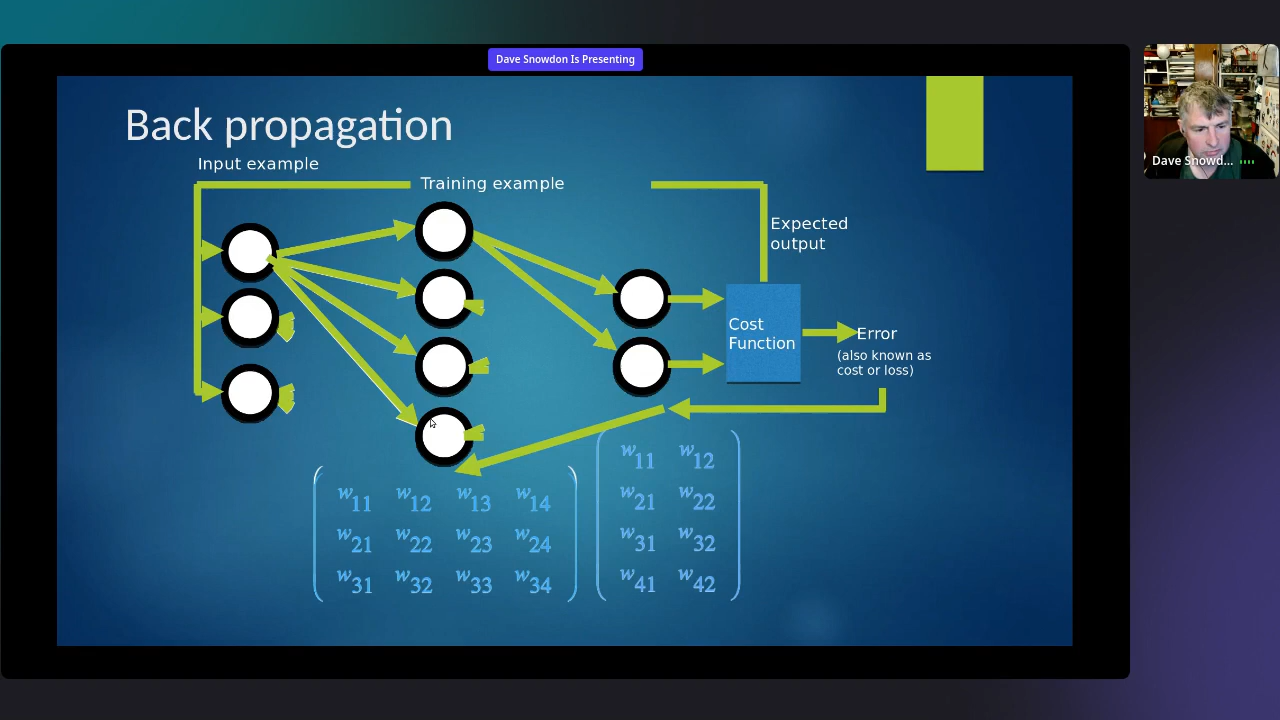 Dave Snowdon Is Presenting
Back propagation
Input example
Training example
Expected
output
Cost
Function
Error
(also known as
cost or loss)
w11 w12 w13 w14
w21 w22 w23 w24
w31 w32 w33 w34
w11 w12
w21 w22
w31 w32
w41 w42
Dave Snowd...